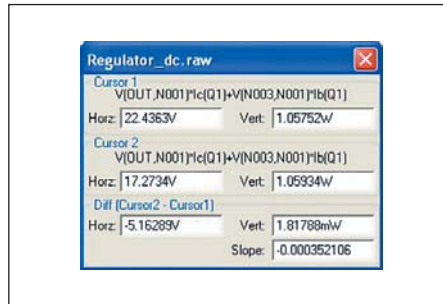 Regulator_dc.raw
Cursor 1
V(OUT,N001)*Ic(Q1)+V(N003,N001)*Ib(Q1)
Horz: 22.4363V Vert: 1.05752W
Cursor 2
V(OUT,N001)*Ic(Q1)+V(N003,N001)*Ib(Q1)
Horz: 17.2734V Vert: 1.05934W
Diff (Cursor2 - Cursor1)
Horz: -5.16289V Vert: 1.81788mW
Slope: -0.000352106